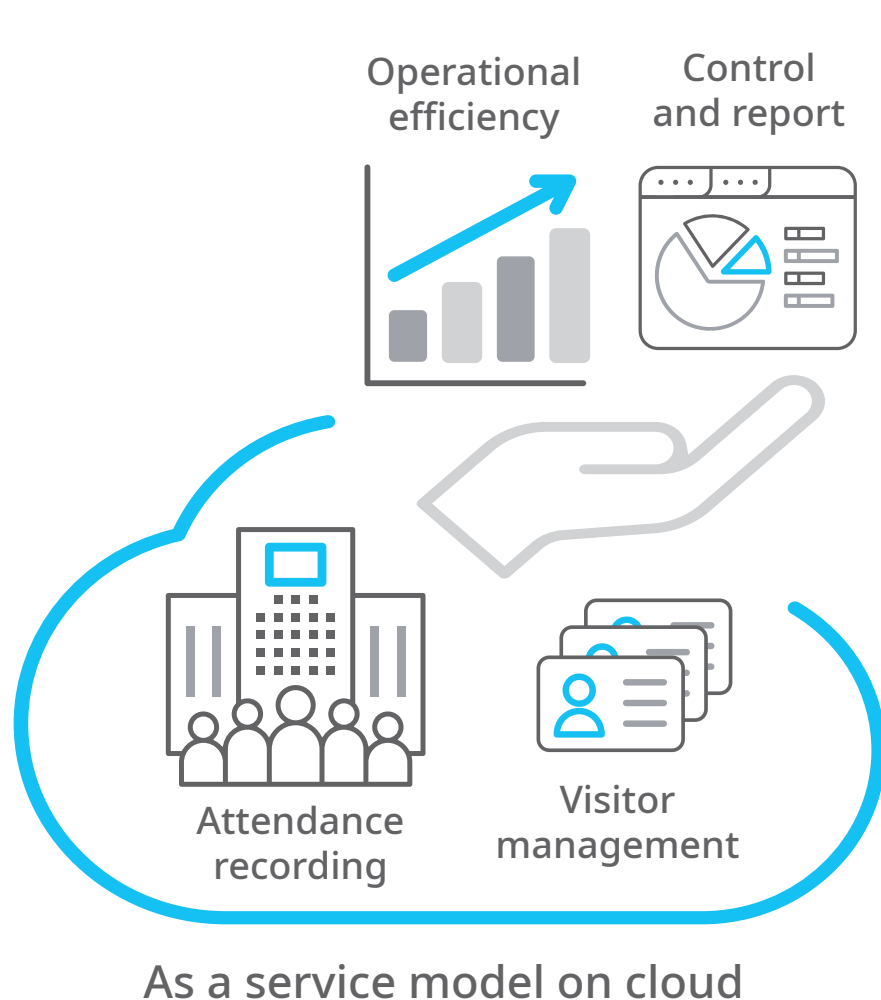 Operational
efficiency
Control
and report
Attendance
recording
Visitor
management
As a service model on cloud